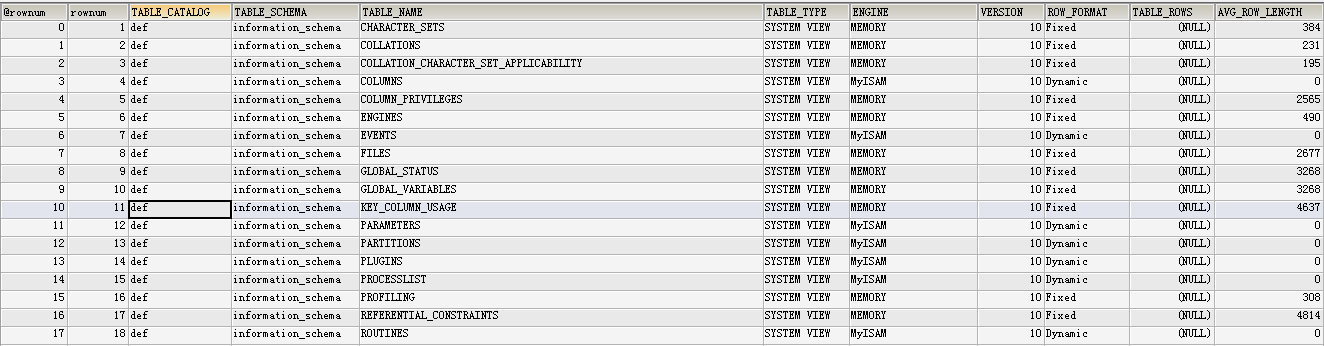 @rownum rownum TABLE_CATALOG TABLE_SCHEMA TABLE_NAME TABLE_TYPE ENGINE VERSION ROW_FORMAT TABLE_ROWS AVG_ROW_LENGTH
0 1 def information_schema CHARACTER_SETS SYSTEM VIEW MEMORY 10 Fixed (NULL) 384
1 2 def information_schema COLLATIONS SYSTEM VIEW MEMORY 10 Fixed (NULL) 231
2 3 def information_schema COLLATION_CHARACTER_SET_APPLICABILITY SYSTEM VIEW MEMORY 10 Fixed (NULL) 195
3 4 def information_schema COLUMNS SYSTEM VIEW MyISAM 10 Dynamic (NULL) 0
4 5 def information_schema COLUMN_PRIVILEGES SYSTEM VIEW MEMORY 10 Fixed (NULL) 2565
5 6 def information_schema ENGINES SYSTEM VIEW MEMORY 10 Fixed (NULL) 490
6 7 def information_schema EVENTS SYSTEM VIEW MyISAM 10 Dynamic (NULL) 0
7 8 def information_schema FILES SYSTEM VIEW MEMORY 10 Fixed (NULL) 2677
8 9 def information_schema GLOBAL_STATUS SYSTEM VIEW MEMORY 10 Fixed (NULL) 3268
9 10 def information_schema GLOBAL_VARIABLES SYSTEM VIEW MEMORY 10 Fixed (NULL) 3268
10 11 def information_schema KEY_COLUMN_USAGE SYSTEM VIEW MEMORY 10 Fixed (NULL) 4637
11 12 def information_schema PARAMETERS SYSTEM VIEW MyISAM 10 Dynamic (NULL) 0
12 13 def information_schema PARTITIONS SYSTEM VIEW MyISAM 10 Dynamic (NULL) 0
13 14 def information_schema PLUGINS SYSTEM VIEW MyISAM 10 Dynamic (NULL) 0
14 15 def information_schema PROCESSLIST SYSTEM VIEW MyISAM 10 Dynamic (NULL) 0
15 16 def information_schema PROFILING SYSTEM VIEW MEMORY 10 Fixed (NULL) 308
16 17 def information_schema REFERENTIAL_CONSTRAINTS SYSTEM VIEW MEMORY 10 Fixed (NULL) 4814
17 18 def information_schema ROUTINES SYSTEM VIEW MyISAM 10 Dynamic (NULL) 0